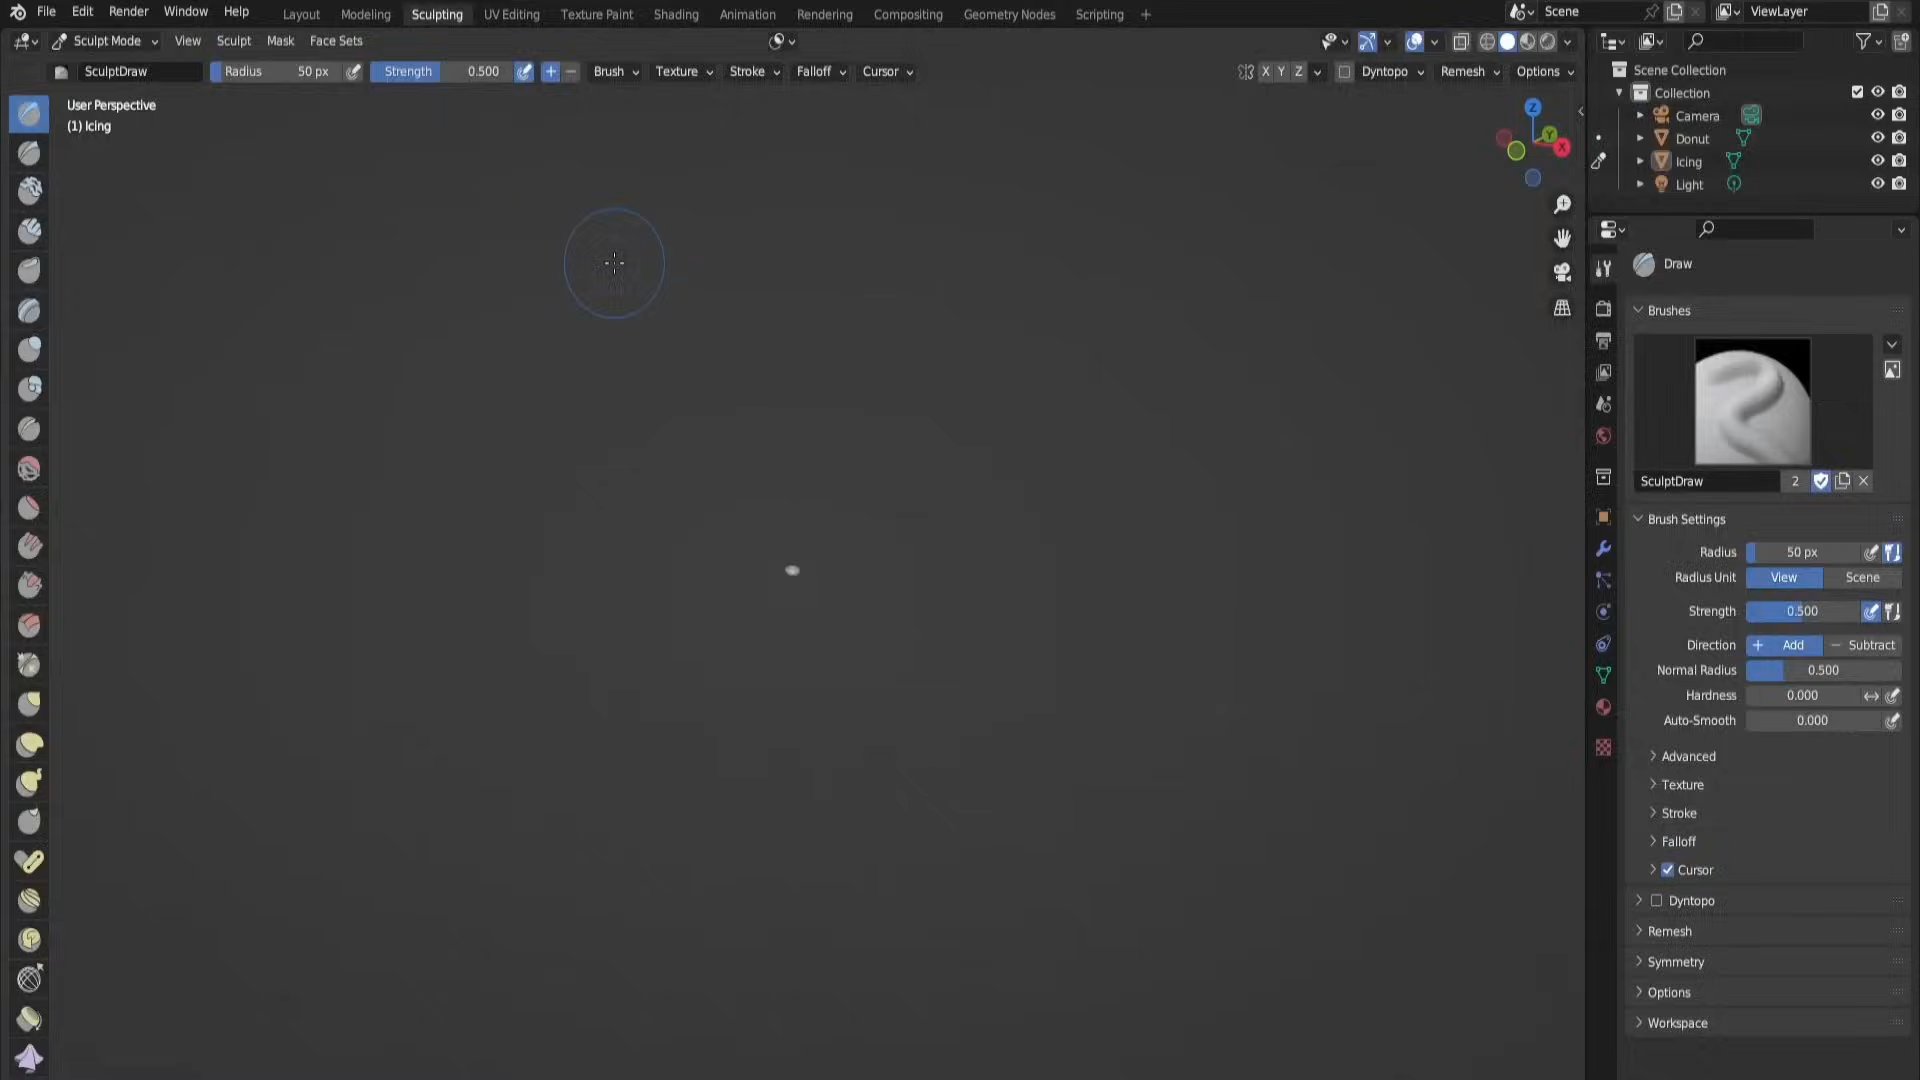 File Edit Render Window Help Layout Modeling Sculpting UV Editing Texture Paint Shading Animation Rendering Compositing Geometry Nodes Scripting + Scene ViewLayer
Sculpt Mode View Sculpt Mask Face Sets
SculptDraw Radius 50 px Strength 0.500 + − Brush Texture Stroke Falloff Cursor X Y Z Dyntopo Remesh Options
User Perspective
(1) Icing
Z
Y
X
Scene Collection
Collection
Camera
Donut
Icing
Light
Draw
Brushes
SculptDraw 2
Brush Settings
Radius 50 px
Radius Unit View Scene
Strength 0.500
Direction + Add − Subtract
Normal Radius 0.500
Hardness 0.000
Auto-Smooth 0.000
Advanced
Texture
Stroke
Falloff
Cursor
Dyntopo
Remesh
Symmetry
Options
Workspace